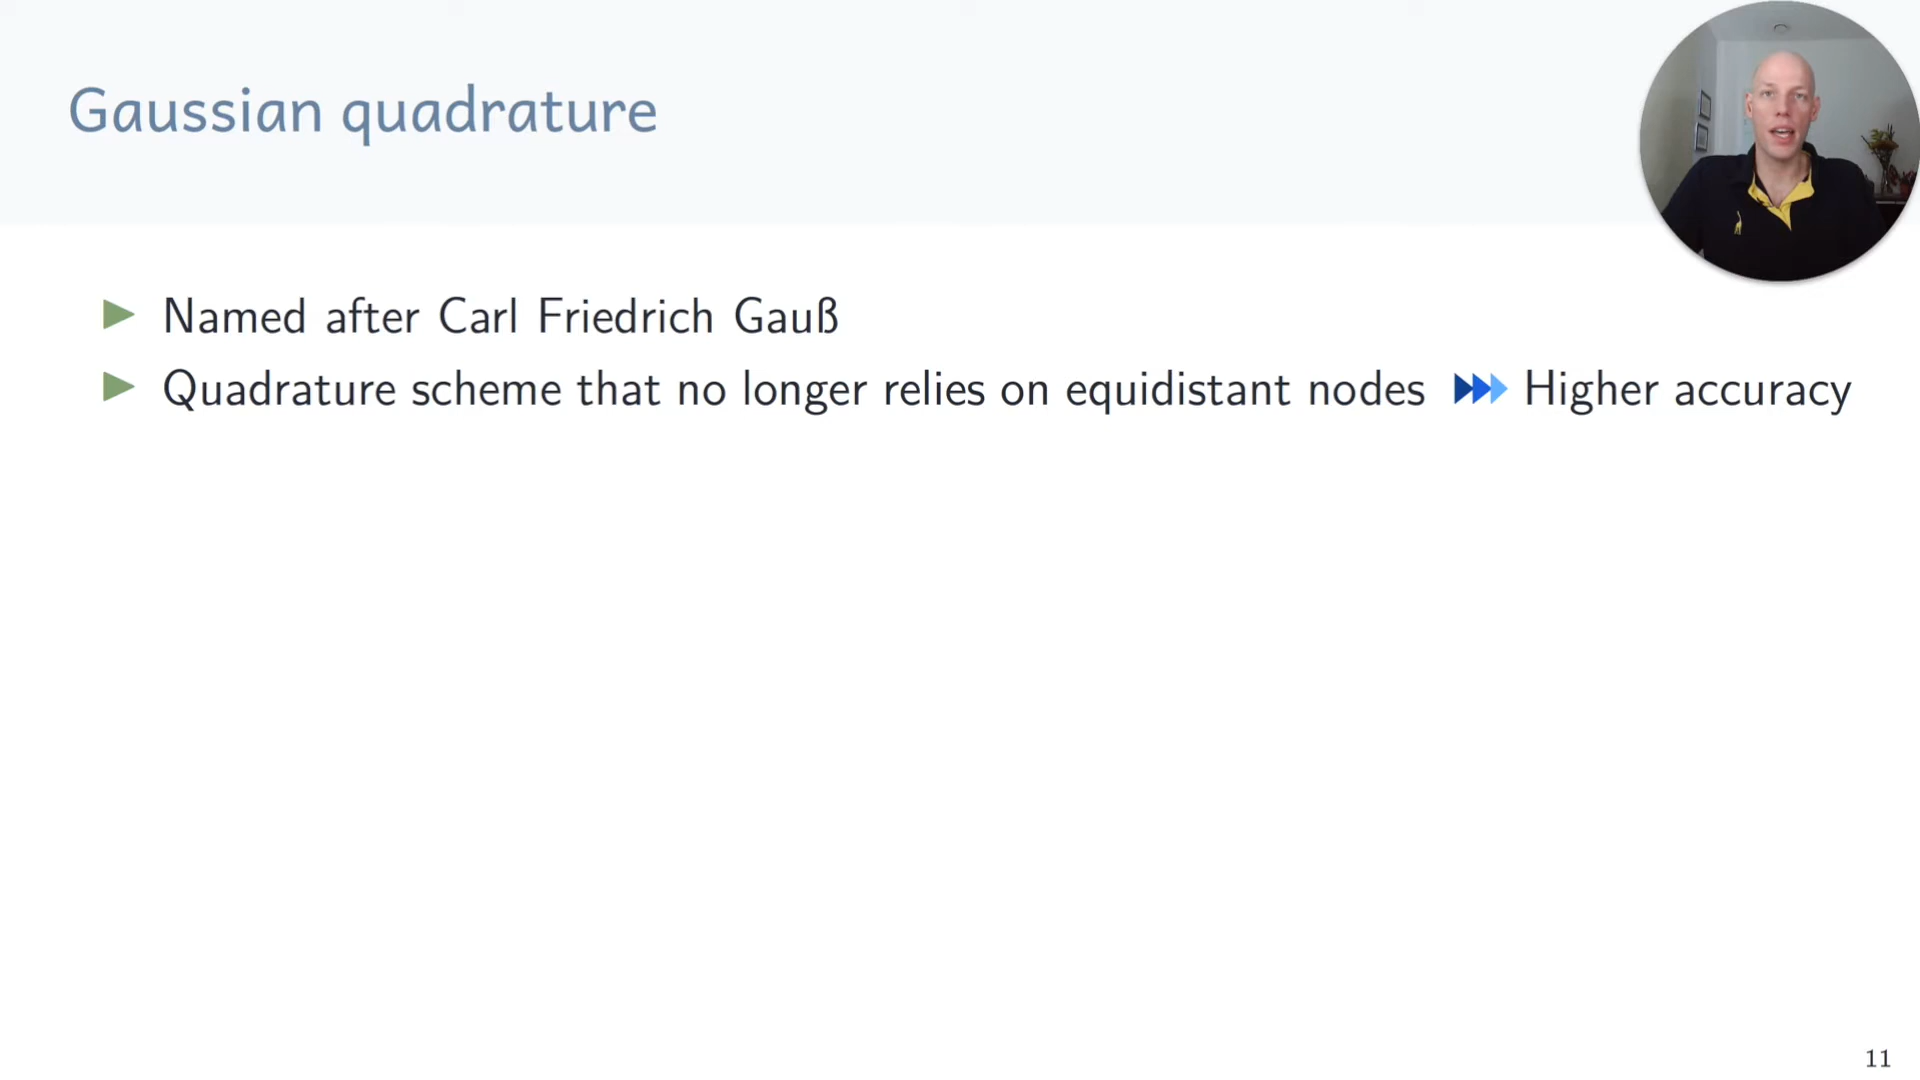 Gaussian quadrature
Named after Carl Friedrich Gauß
Quadrature scheme that no longer relies on equidistant nodes Higher accuracy
11